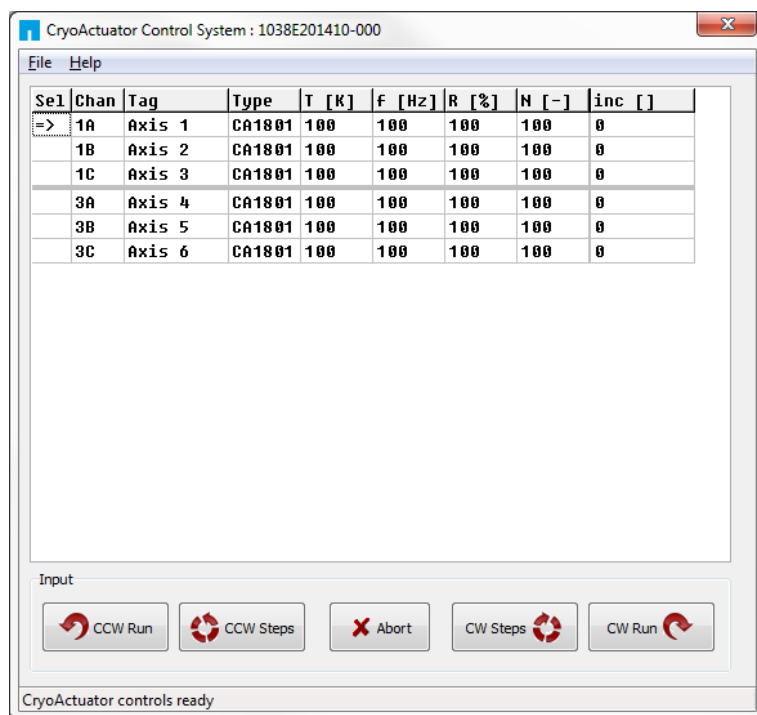 CryoActuator Control System : 1038E201410-000
File Help
Sel Chan Tag Type T [K] f [Hz] R [%] N [-] inc []
=> 1A Axis 1 CA1801 100 100 100 100 0
1B Axis 2 CA1801 100 100 100 100 0
1C Axis 3 CA1801 100 100 100 100 0
3A Axis 4 CA1801 100 100 100 100 0
3B Axis 5 CA1801 100 100 100 100 0
3C Axis 6 CA1801 100 100 100 100 0
Input
CCW Run CCW Steps Abort CW Steps CW Run
CryoActuator controls ready